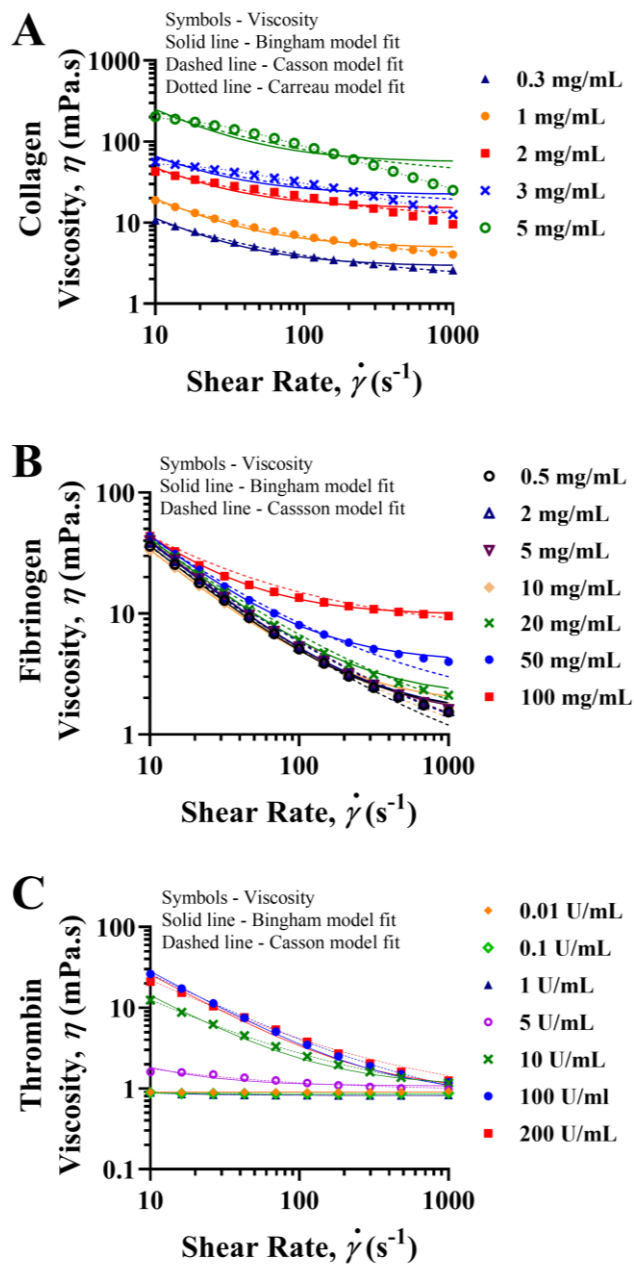 A
Symbols - Viscosity
Solid line - Bingham model fit
Dashed line - Casson model fit
Dotted line - Carreau model fit
Collagen
Viscosity, η (mPa.s)
1000
100
10
1
10
100
1000
Shear Rate, γ̇ (s⁻¹)
0.3 mg/mL
1 mg/mL
2 mg/mL
3 mg/mL
5 mg/mL
B
Symbols - Viscosity
Solid line - Bingham model fit
Dashed line - Cassson model fit
Fibrinogen
Viscosity, η (mPa.s)
100
10
1
10
100
1000
Shear Rate, γ̇ (s⁻¹)
0.5 mg/mL
2 mg/mL
5 mg/mL
10 mg/mL
20 mg/mL
50 mg/mL
100 mg/mL
C
Symbols - Viscosity
Solid line - Bingham model fit
Dashed line - Casson model fit
Thrombin
Viscosity, η (mPa.s)
100
10
1
0.1
10
100
1000
Shear Rate, γ̇ (s⁻¹)
0.01 U/mL
0.1 U/mL
1 U/mL
5 U/mL
10 U/mL
100 U/ml
200 U/mL